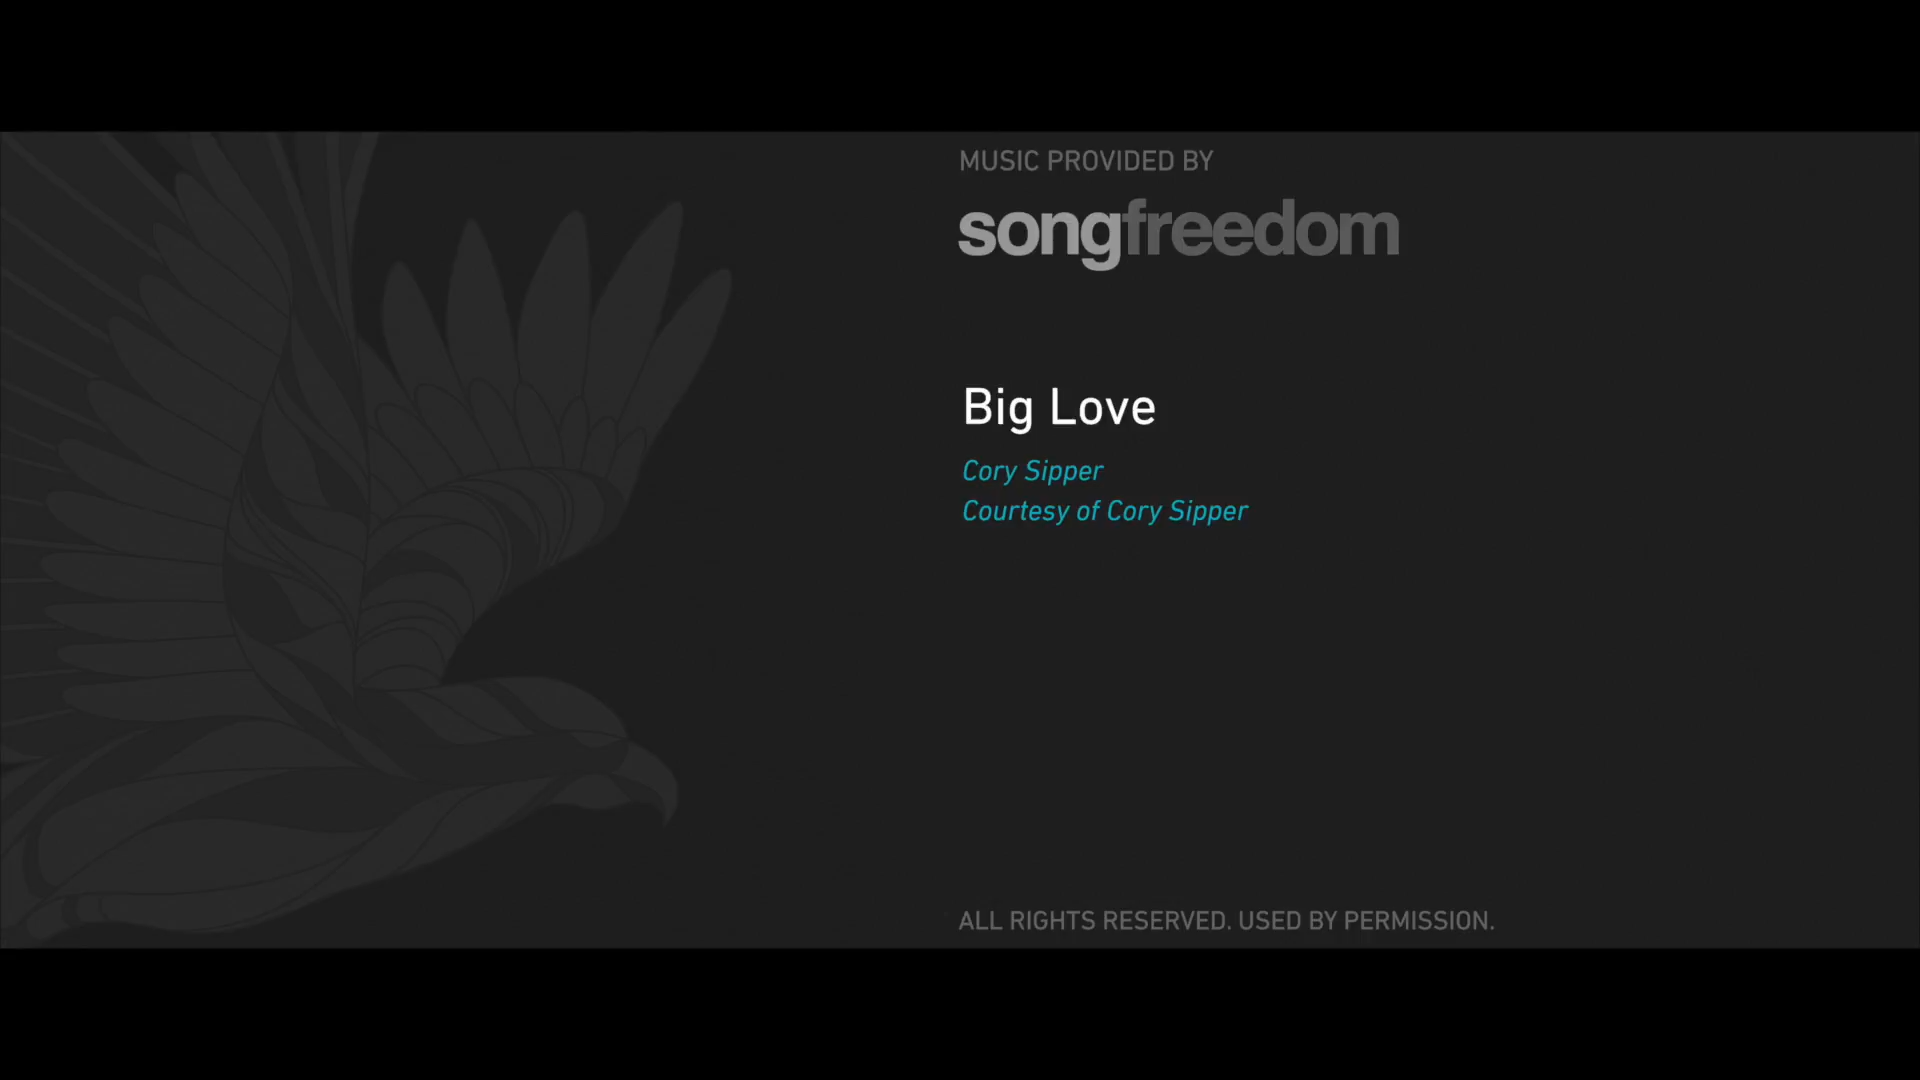 MUSIC PROVIDED BY
songfreedom
Big Love
Cory Sipper
Courtesy of Cory Sipper
ALL RIGHTS RESERVED. USED BY PERMISSION.